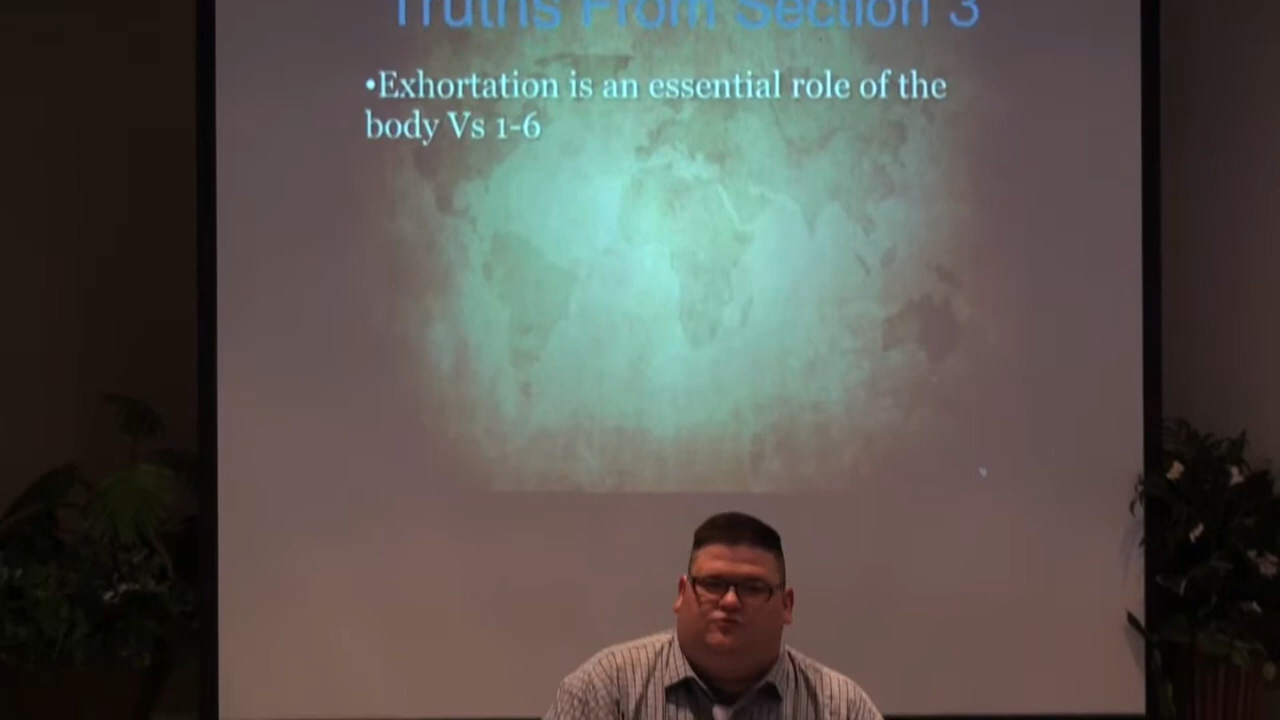 Truths From Section 3
•Exhortation is an essential role of the
body Vs 1-6